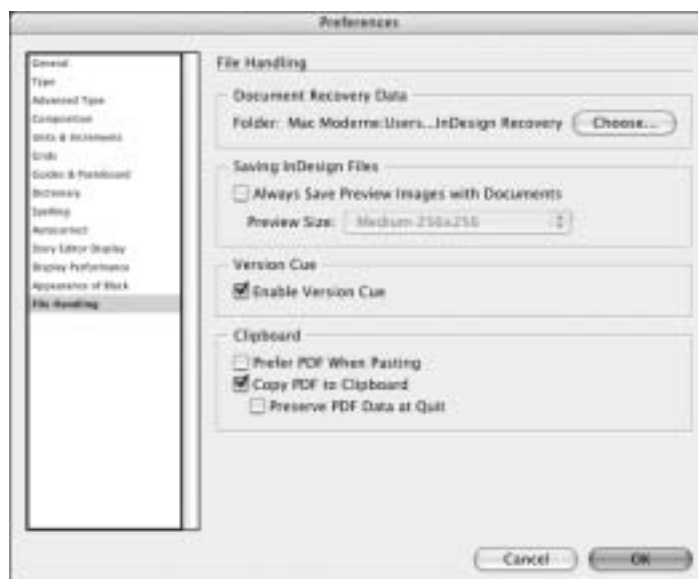 Preferences
General
Type
Advanced Type
Composition
Units & Increments
Grids
Guides & Pasteboard
Dictionary
Spelling
Autocorrect
Story Editor Display
Display Performance
Appearance of Black
File Handling
File Handling
Document Recovery Data
Folder: Mac Moderne:Users...InDesign Recovery Choose...
Saving InDesign Files
Always Save Preview Images with Documents
Preview Size: Medium 256x256
Version Cue
Enable Version Cue
Clipboard
Prefer PDF When Pasting
Copy PDF to Clipboard
Preserve PDF Data at Quit
Cancel OK